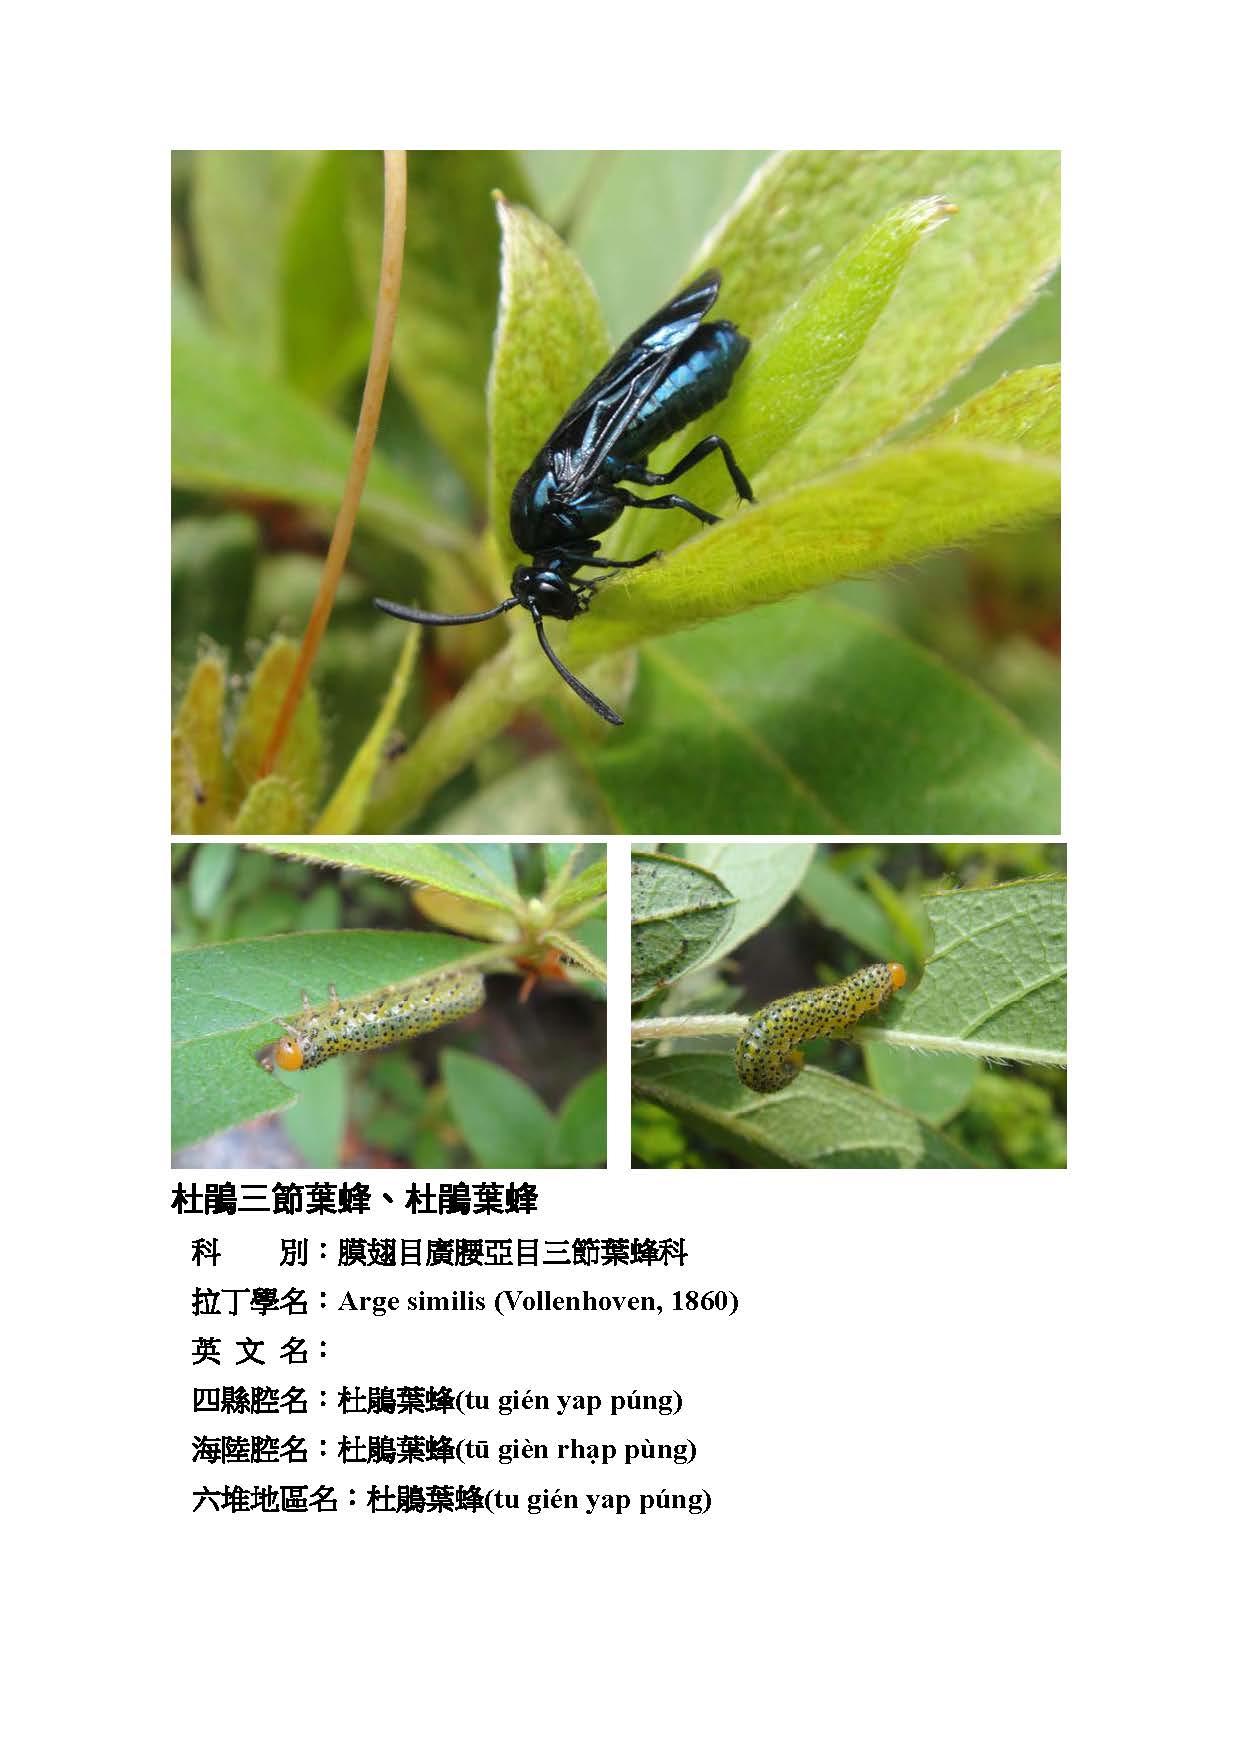 杜鵑三節葉蜂、杜鵑葉蜂
科　　別：膜翅目廣腰亞目三節葉蜂科
拉丁學名：Arge similis (Vollenhoven, 1860)
英 文 名：
四縣腔名：杜鵑葉蜂(tu gién yap púng)
海陸腔名：杜鵑葉蜂(tū gièn rhạp pùng)
六堆地區名：杜鵑葉蜂(tu gién yap púng)